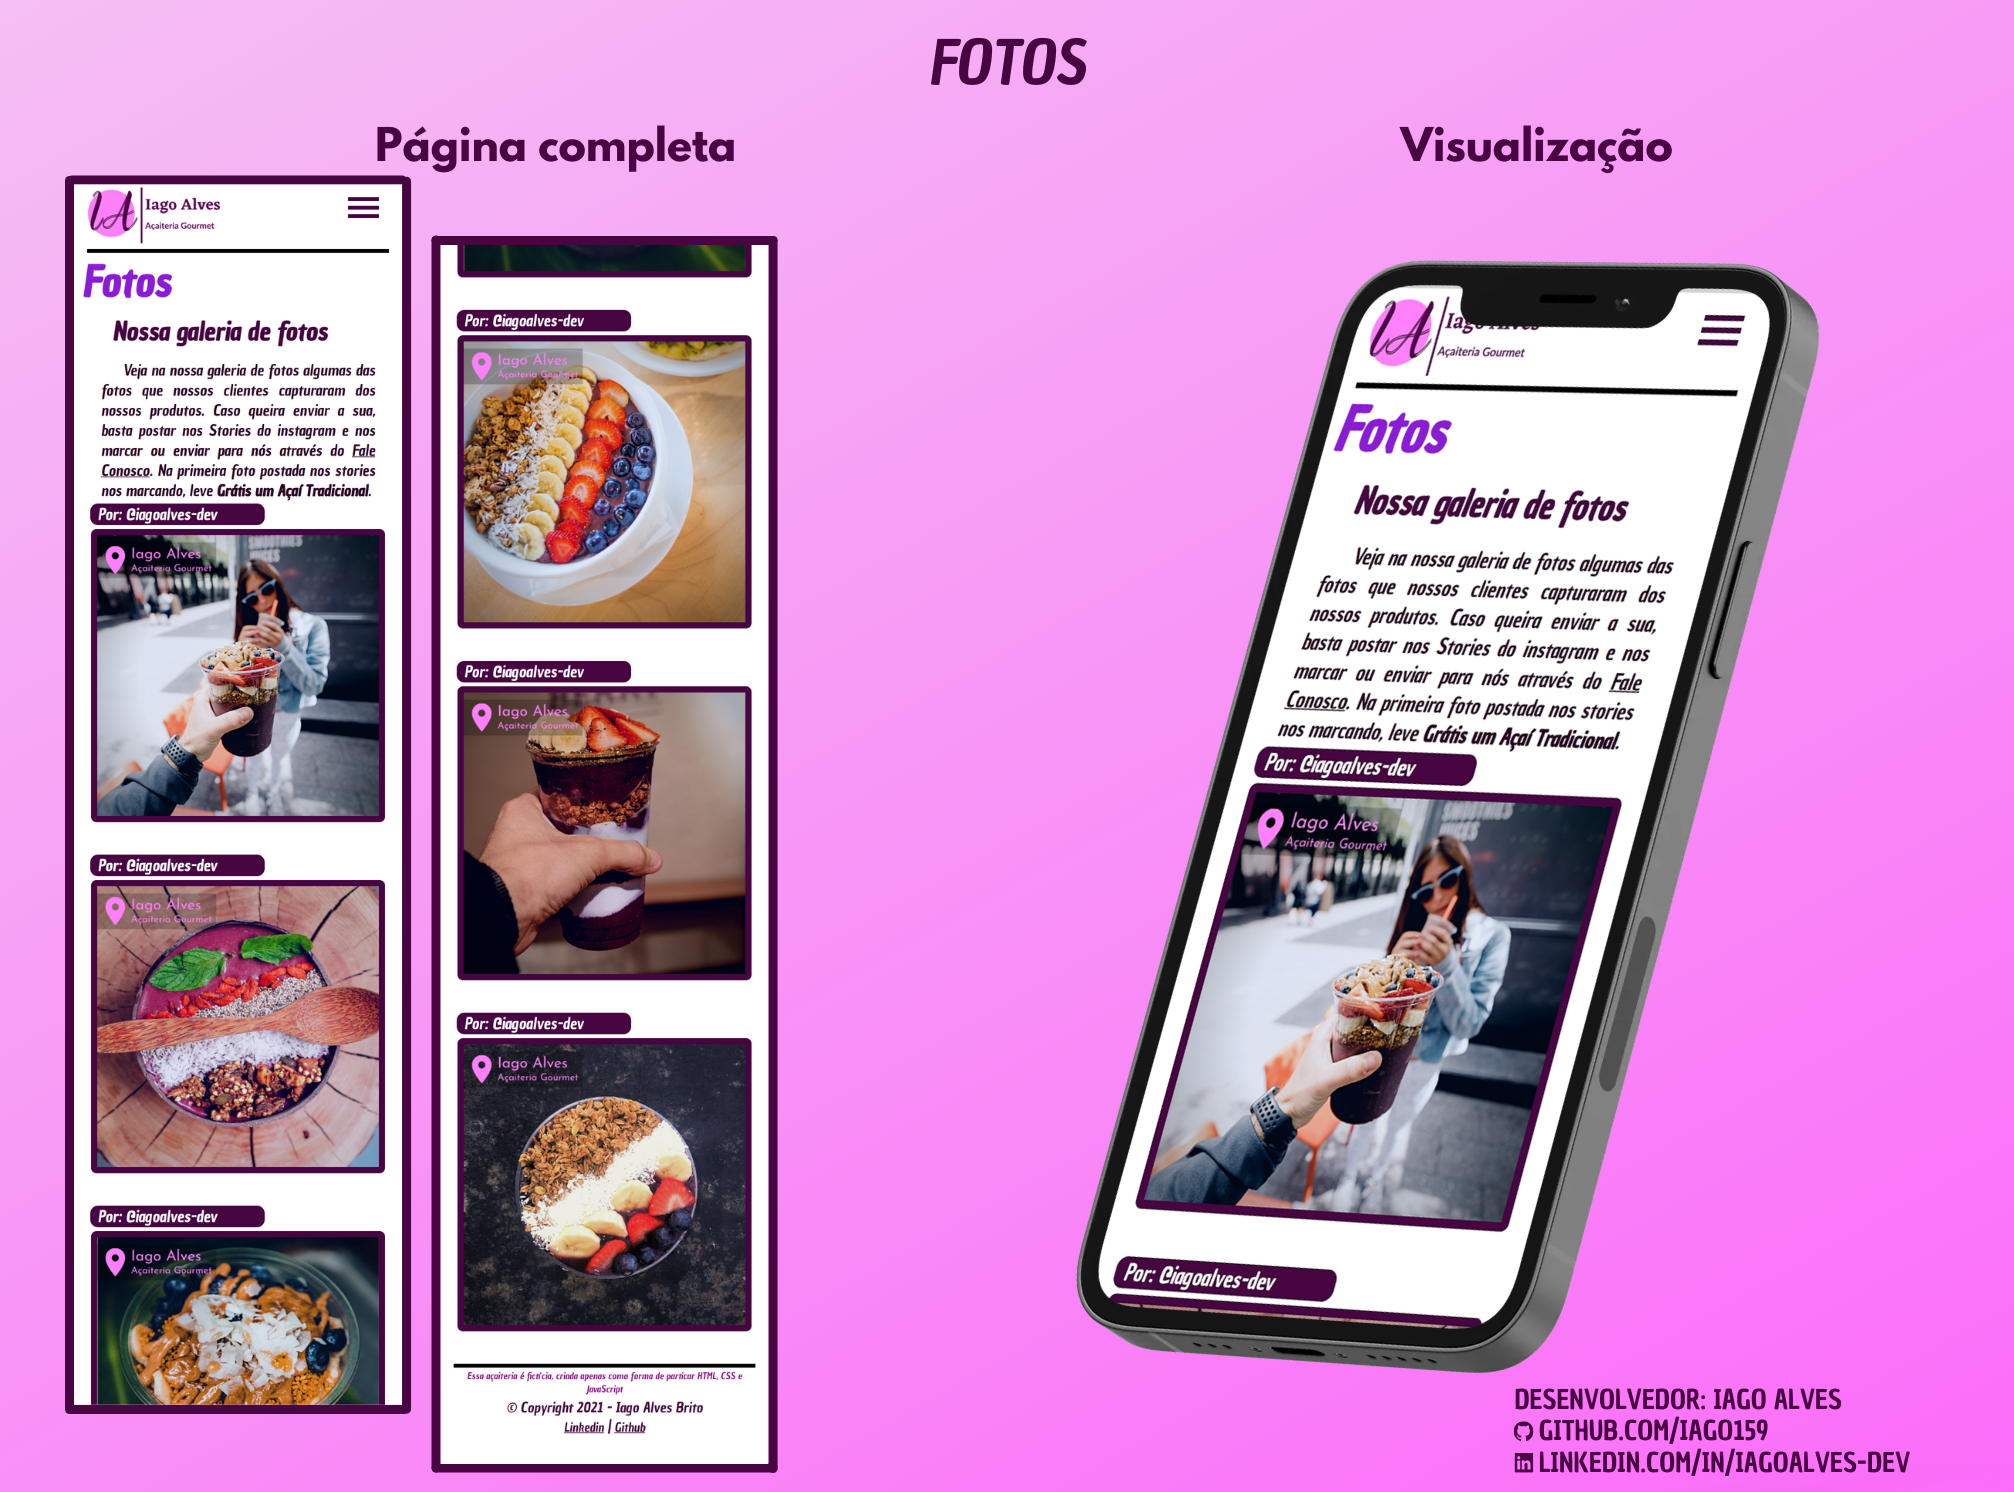 FOTOS
Página completa
Iago Alves
Açaiteria Gourmet
Fotos
Nossa galeria de fotos
Veja na nossa galeria de fotos algumas das
fotos que nossos clientes capturaram dos
nossos produtos. Caso queira enviar a sua,
basta postar nos Stories do instagram e nos
marcar ou enviar para nós através do Fale
Conosco. Na primeira foto postada nos stories
nos marcando, leve Grátis um Açaí Tradicional.
Por: @iagoalves-dev
Iago Alves
Açaiteria Gourmet
SMOOTHIES
JUICES
Por: @iagoalves-dev
Iago Alves
Açaiteria Gourmet
Por: @iagoalves-dev
Iago Alves
Açaiteria Gourmet
Por: @iagoalves-dev
Iago Alves
Açaiteria Gourmet
Por: @iagoalves-dev
Iago Alves
Açaiteria Gourmet
Por: @iagoalves-dev
Iago Alves
Açaiteria Gourmet
Essa açaiteria é fictícia, criada apenas como forma de particar HTML, CSS e
JavaScript
© Copyright 2021 - Iago Alves Brito
Linkedin | Github
Visualização
Iago Alves
Açaiteria Gourmet
Fotos
Nossa galeria de fotos
Veja na nossa galeria de fotos algumas das
fotos que nossos clientes capturaram dos
nossos produtos. Caso queira enviar a sua,
basta postar nos Stories do instagram e nos
marcar ou enviar para nós através do Fale
Conosco. Na primeira foto postada nos stories
nos marcando, leve Grátis um Açaí Tradicional.
Por: @iagoalves-dev
Iago Alves
Açaiteria Gourmet
SMOOTHIES
JUICES
Por: @iagoalves-dev
DESENVOLVEDOR: IAGO ALVES
GITHUB.COM/IAGO159
LINKEDIN.COM/IN/IAGOALVES-DEV